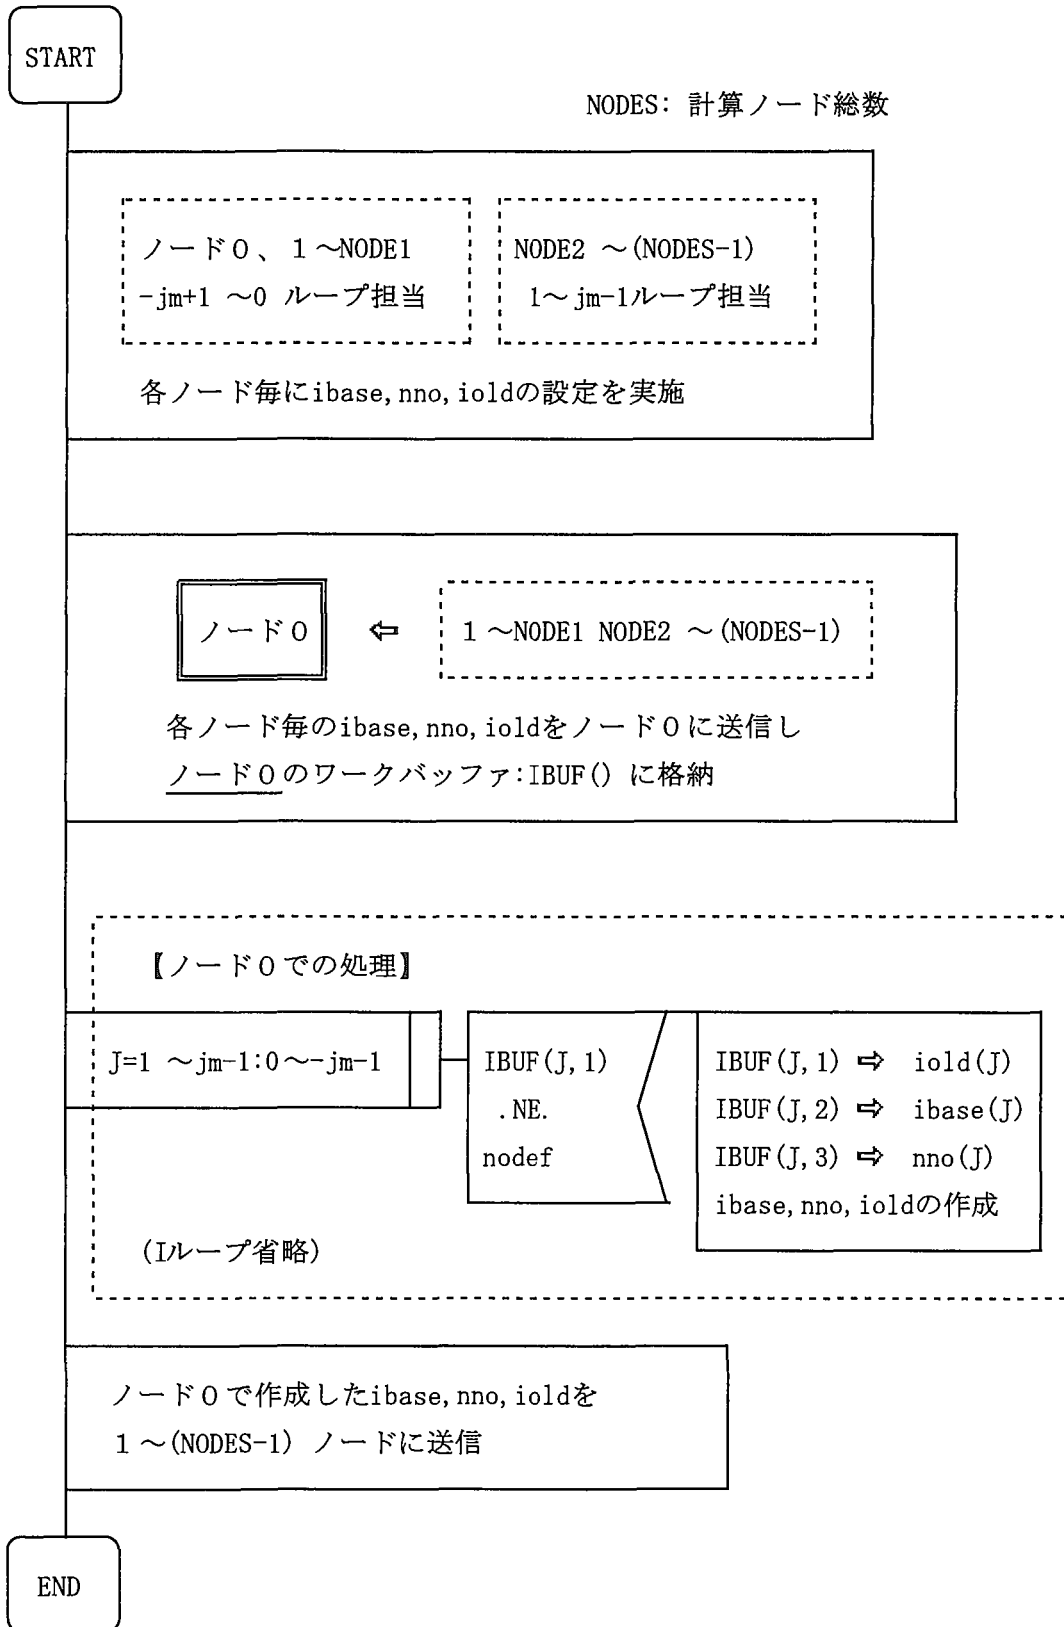 START
NODES: 計算ノード総数
ノード０、１～NODE1
-jm+1 ～0 ループ担当
NODE2 ～(NODES-1)
1～jm-1ループ担当
各ノード毎にibase,nno,ioldの設定を実施
ノード０
⇦
１～NODE1 NODE2 ～(NODES-1)
各ノード毎のibase,nno,ioldをノード０に送信し
ノード０のワークバッファ:IBUF() に格納
【ノード０での処理】
J=1 ～jm-1:0～-jm-1
IBUF(J,1)
.NE.
nodef
IBUF(J,1) ⇨ iold(J)
IBUF(J,2) ⇨ ibase(J)
IBUF(J,3) ⇨ nno(J)
ibase,nno,ioldの作成
(Iループ省略)
ノード０で作成したibase,nno,ioldを
１～(NODES-1) ノードに送信
END